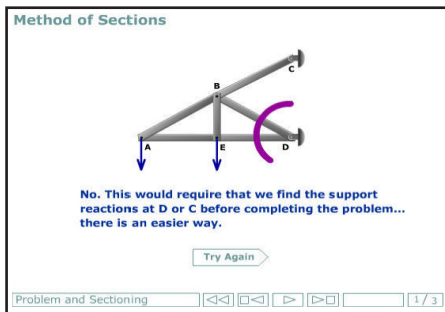 Method of Sections
C
B
A
E
D
No. This would require that we find the support
reactions at D or C before completing the problem...
there is an easier way.
Try Again
Problem and Sectioning
1 / 3